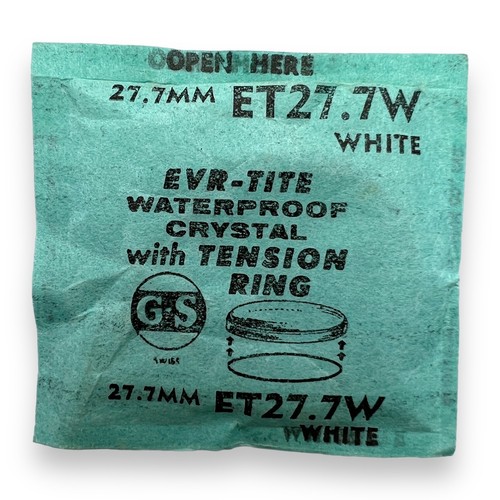 OPEN HERE
27.7MM ET27.7W
WHITE
EVR-TITE
WATERPROOF
CRYSTAL
with TENSION
RING
G-S
SWISS
27.7MM ET27.7W
WHITE